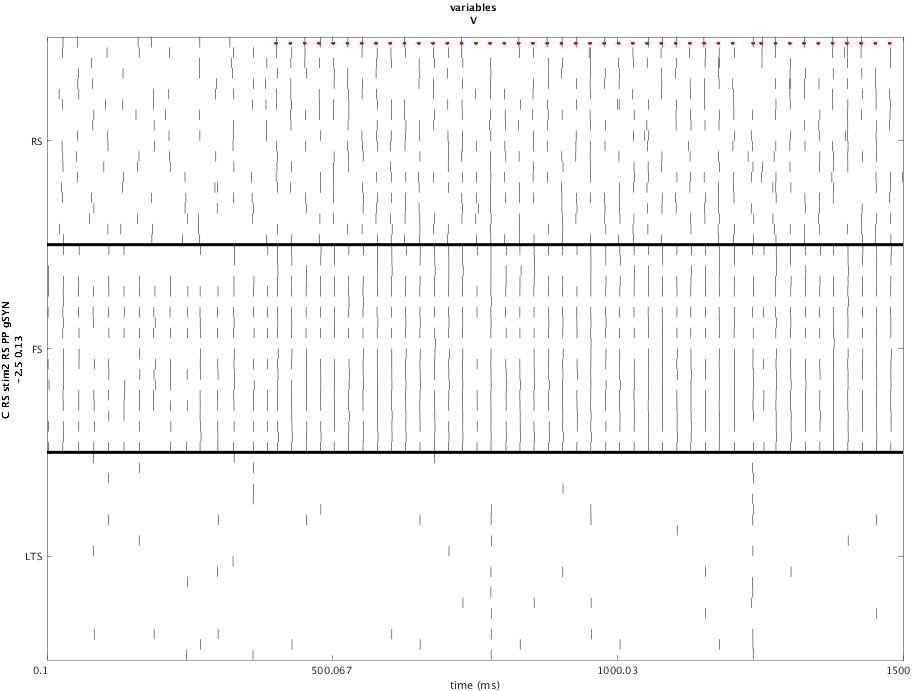 variables
V
RS
FS
LTS
C RS stim2 RS PP gSYN
-2.5 0.13
0.1
500.067
1000.03
1500
time (ms)